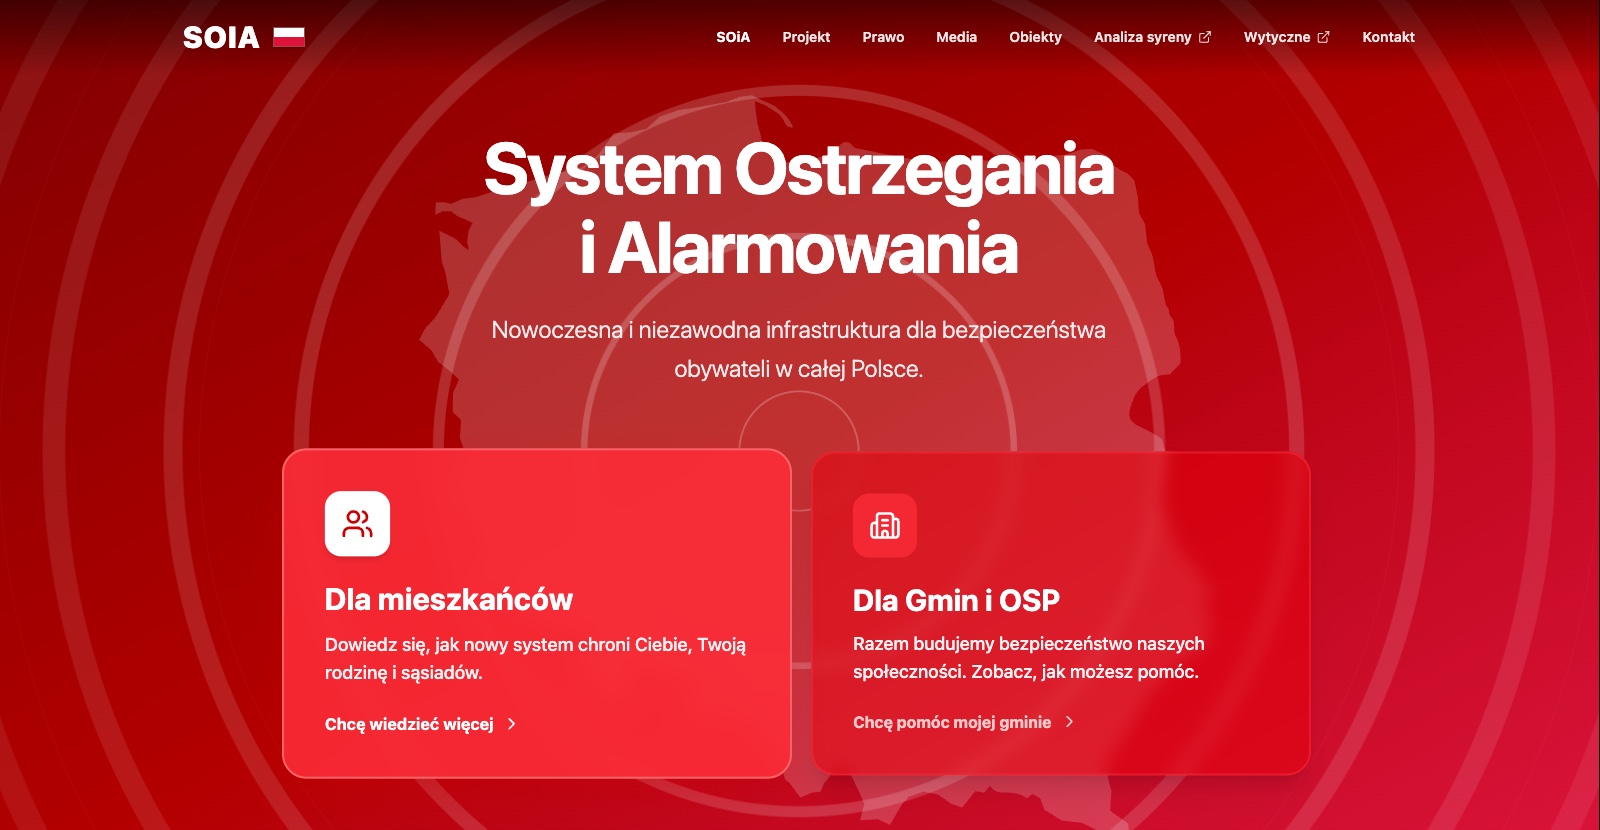 SOIA
SOiA Projekt Prawo Media Obiekty Analiza syreny Wytyczne Kontakt
System Ostrzegania
i Alarmowania
Nowoczesna i niezawodna infrastruktura dla bezpieczeństwa
obywateli w całej Polsce.
Dla mieszkańców
Dowiedz się, jak nowy system chroni Ciebie, Twoją
rodzinę i sąsiadów.
Chcę wiedzieć więcej
Dla Gmin i OSP
Razem budujemy bezpieczeństwo naszych
społeczności. Zobacz, jak możesz pomóc.
Chcę pomóc mojej gminie